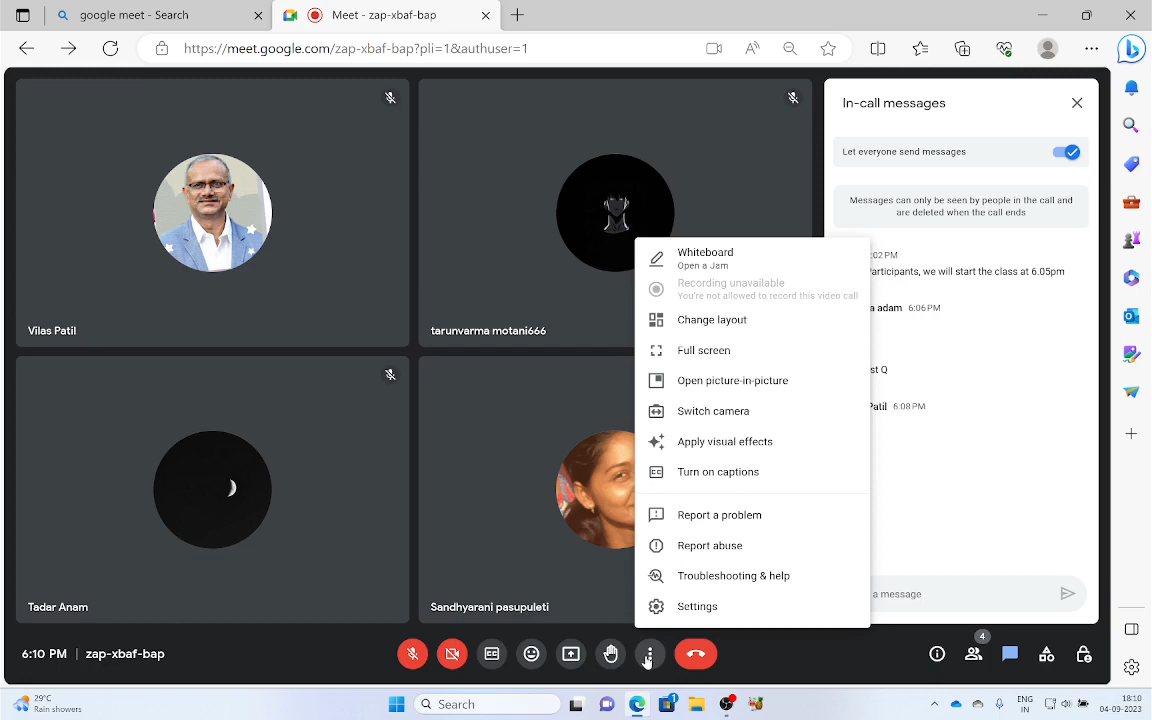 google meet - Search
Meet - zap-xbaf-bap
https://meet.google.com/zap-xbaf-bap?pli=1&authuser=1
Vilas Patil
tarunvarma motani666
Tadar Anam
Sandhyarani pasupuleti
In-call messages
Let everyone send messages
Messages can only be seen by people in the call and
are deleted when the call ends
:02 PM
articipants, we will start the class at 6.05pm
a adam 6:06 PM
st Q
Patil 6:08 PM
a message
Whiteboard
Open a Jam
Recording unavailable
You're not allowed to record this video call
Change layout
Full screen
Open picture-in-picture
Switch camera
Apply visual effects
Turn on captions
Report a problem
Report abuse
Troubleshooting & help
Settings
6:10 PM | zap-xbaf-bap
4
29°C
Rain showers
Search
1
ENG
IN
18:10
04-09-2023